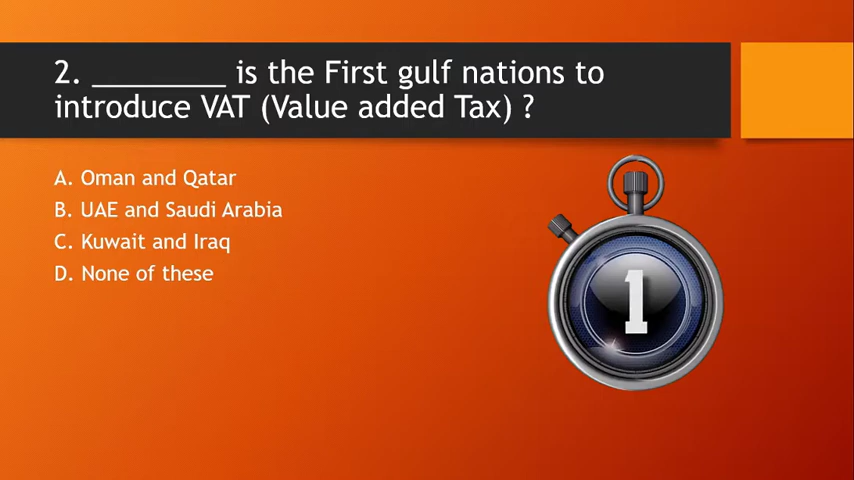 2. ________ is the First gulf nations to
introduce VAT (Value added Tax) ?
A. Oman and Qatar
B. UAE and Saudi Arabia
C. Kuwait and Iraq
D. None of these
1